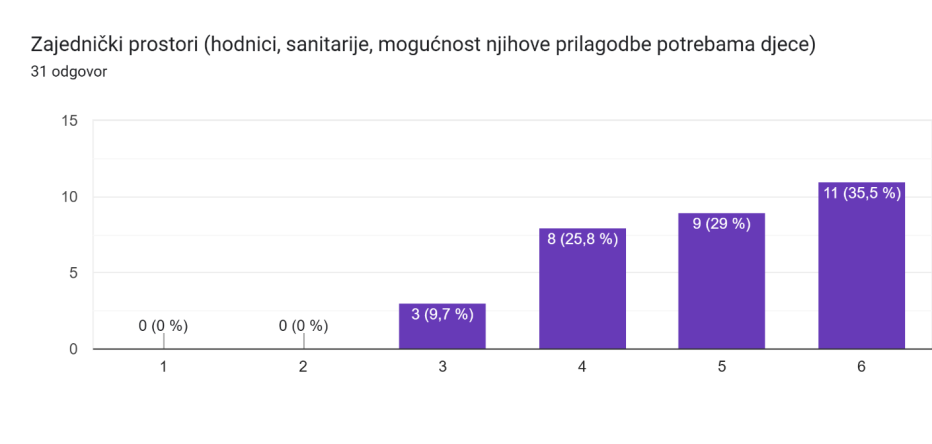 Zajednički prostori (hodnici, sanitarije, mogućnost njihove prilagodbe potrebama djece)
31 odgovor
15
10
5
0
0 (0 %)
0 (0 %)
3 (9,7 %)
8 (25,8 %)
9 (29 %)
11 (35,5 %)
1
2
3
4
5
6